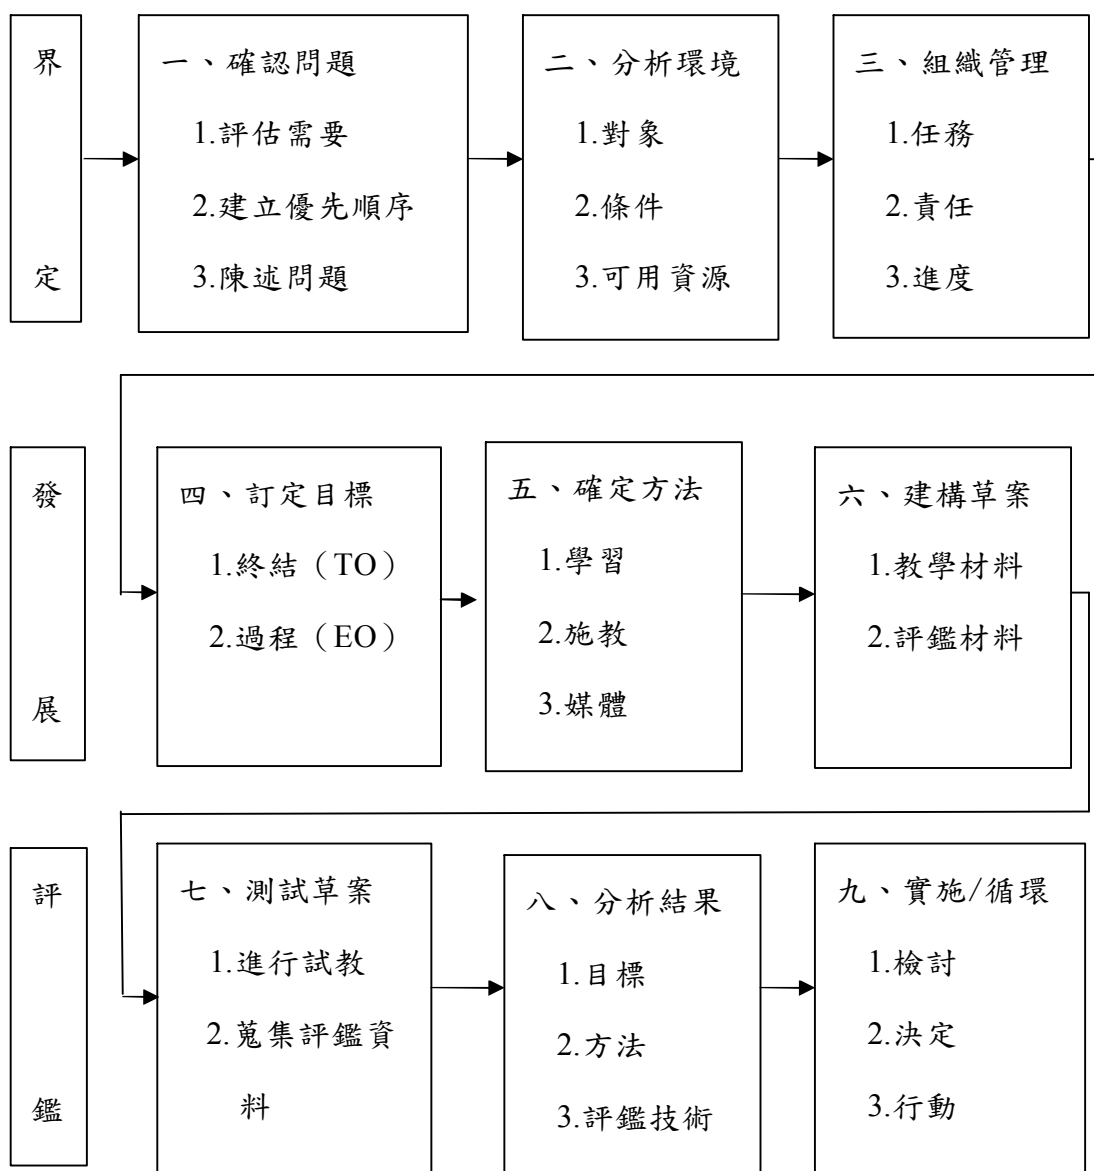 界定
一、確認問題
1.評估需要
2.建立優先順序
3.陳述問題
二、分析環境
1.對象
2.條件
3.可用資源
三、組織管理
1.任務
2.責任
3.進度
發展
四、訂定目標
1.終結（TO）
2.過程（EO）
五、確定方法
1.學習
2.施教
3.媒體
六、建構草案
1.教學材料
2.評鑑材料
評鑑
七、測試草案
1.進行試教
2.蒐集評鑑資
料
八、分析結果
1.目標
2.方法
3.評鑑技術
九、實施/循環
1.檢討
2.決定
3.行動